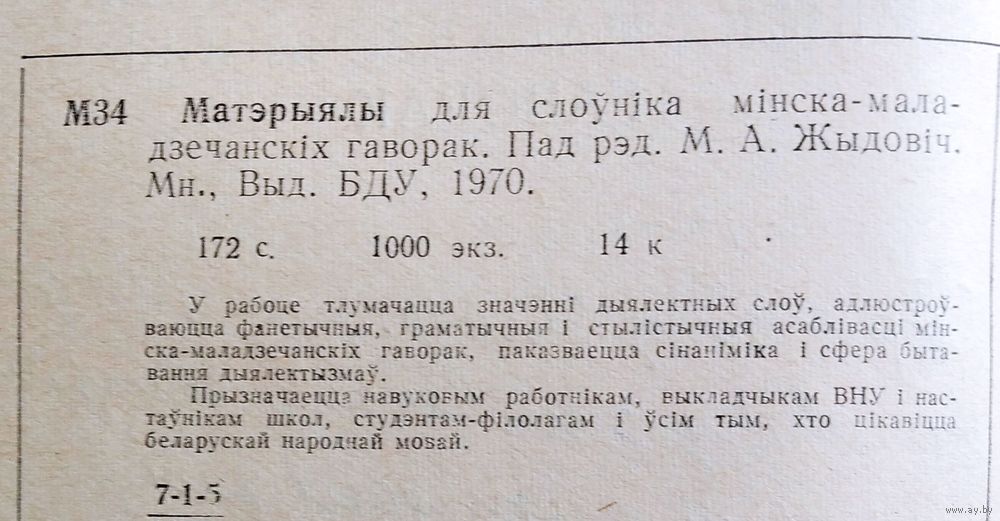 М34 Матэрыялы для слоўніка мінска-мала-
дзечанскіх гаворак. Пад рэд. М. А. Жыдовіч.
Мн., Выд. БДУ, 1970.
172 с. 1000 экз. 14 к
У рабоце тлумачацца значэнні дыялектных слоў, адлюстроў-
ваюцца фанетычныя, граматычныя і стылістычныя асаблівасці мін-
ска-маладзечанскіх гаворак, паказваецца сінаніміка і сфера быта-
вання дыялектызмаў.
Прызначаецца навуковым работнікам, выкладчыкам ВНУ і нас-
таўнікам школ, студэнтам-філолагам і ўсім тым, хто цікавіцца
беларускай народнай мовай.
7-1-5
www.ay.by